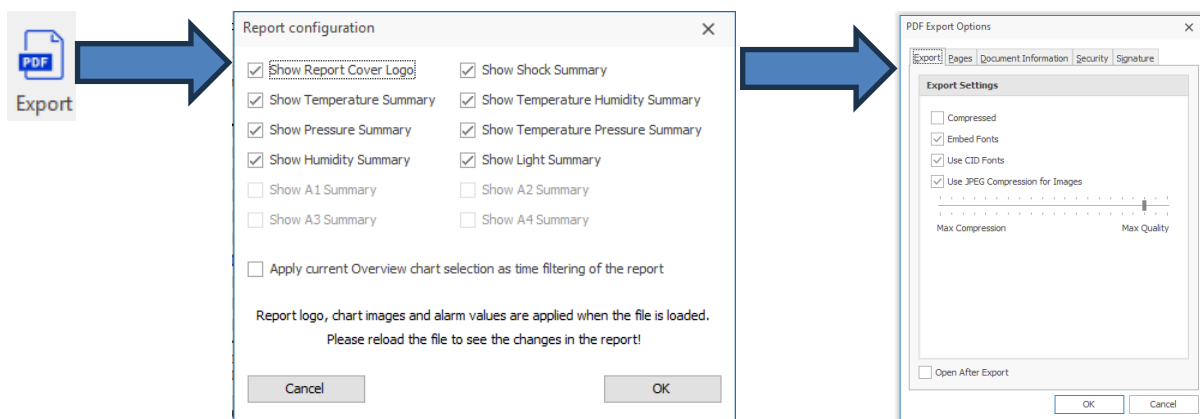 PDF
Export
Report configuration
Show Report Cover Logo
Show Shock Summary
Show Temperature Summary
Show Temperature Humidity Summary
Show Pressure Summary
Show Temperature Pressure Summary
Show Humidity Summary
Show Light Summary
Show A1 Summary
Show A2 Summary
Show A3 Summary
Show A4 Summary
Apply current Overview chart selection as time filtering of the report
Report logo, chart images and alarm values are applied when the file is loaded.
Please reload the file to see the changes in the report!
Cancel
OK
PDF Export Options
Export Pages Document Information Security Signature
Export Settings
Compressed
Embed Fonts
Use CID Fonts
Use JPEG Compression for Images
Max Compression
Max Quality
Open After Export
OK
Cancel